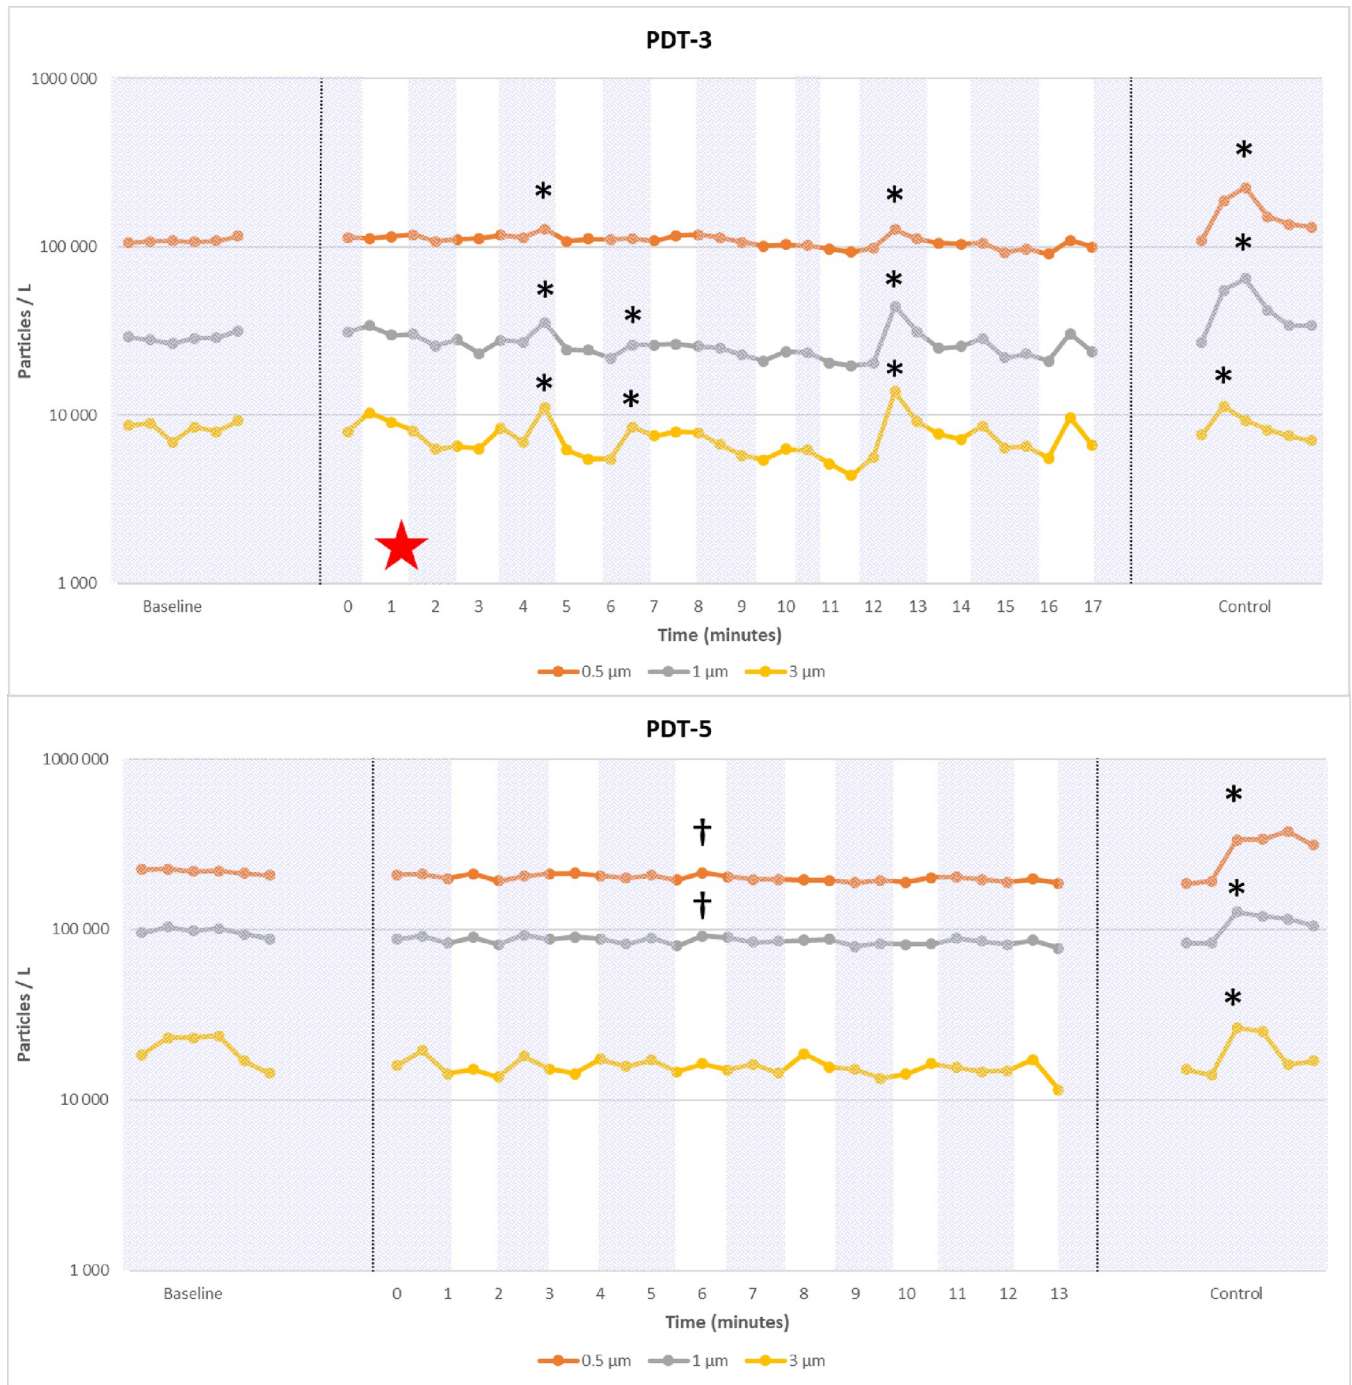 PDT-3
1000 000
*
* *
100 000 *
* *
*
* *
* *
10 000
1 000
Baseline 0 1 2 3 4 5 6 7 8 9 10 11 12 13 14 15 16 17 Control
Time (minutes)
Particles / L
0.5 µm 1 µm 3 µm
PDT-5
1000 000
*
†
*
†
100 000
*
10 000
1 000
Baseline 0 1 2 3 4 5 6 7 8 9 10 11 12 13 Control
Time (minutes)
Particles / L
0.5 µm 1 µm 3 µm